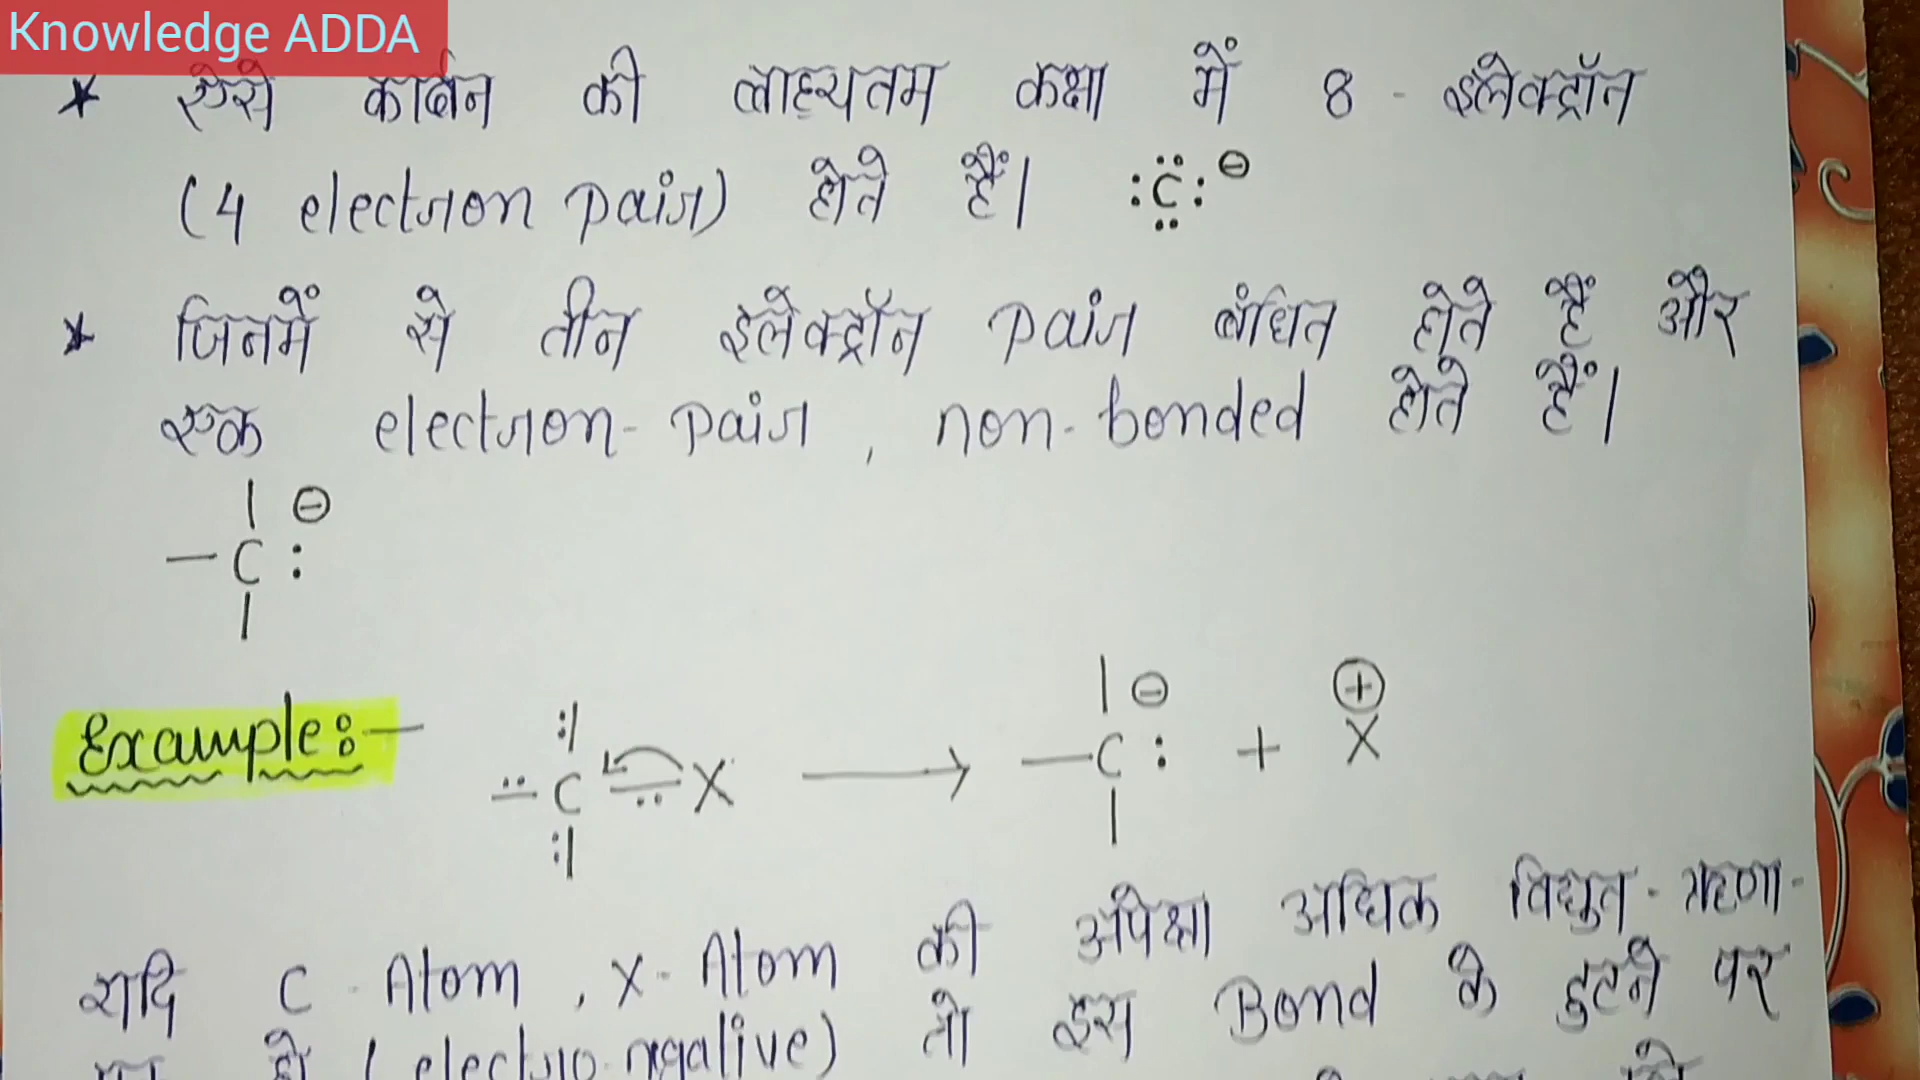 Knowledge ADDA
* ऐसे कार्बन की बाह्यतम कक्षा में 8 - इलेक्ट्रॉन
(4 electron pair) होते हैं। :C̤̈:⊖
* जिनमें से तीन इलेक्ट्रॉन pair बंधित होते हैं और
एक electron-pair, non-bonded होते हैं।
| ⊖
—C:
|
Example:-
:| | ⊖ ⊕
—C—X ⟶ —C: + X
:| |
यदि C-Atom, X-Atom की अपेक्षा अधिक विद्युत-ऋणा-
हो (electro-negative) तो इस Bond के टुटने पर